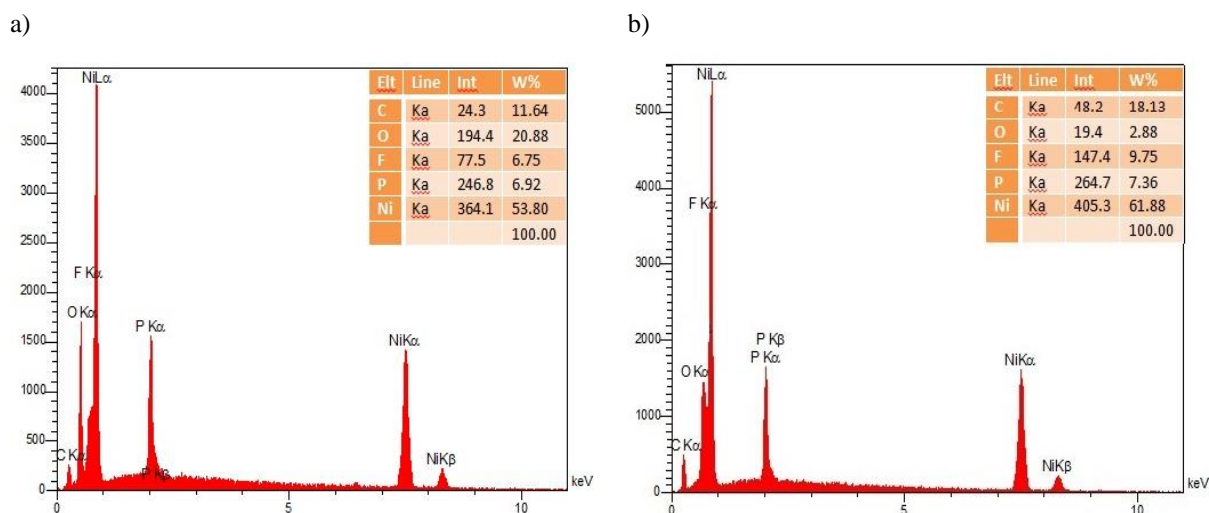 a)
NiLα
4000
3500
3000
2500
2000
1500
1000
500
0
F Kα
O Kα
C Kα
P Kα
P Kβ
NiKα
NiKβ
keV
0 5 10
Elt Line Int W%
C Ka 24.3 11.64
O Ka 194.4 20.88
F Ka 77.5 6.75
P Ka 246.8 6.92
Ni Ka 364.1 53.80
100.00
b)
NiLα
5000
4000
3000
2000
1000
0
F Kα
O Kα
C Kα
P Kβ
P Kα
NiKα
NiKβ
keV
0 5 10
Elt Line Int W%
C Ka 48.2 18.13
O Ka 19.4 2.88
F Ka 147.4 9.75
P Ka 264.7 7.36
Ni Ka 405.3 61.88
100.00